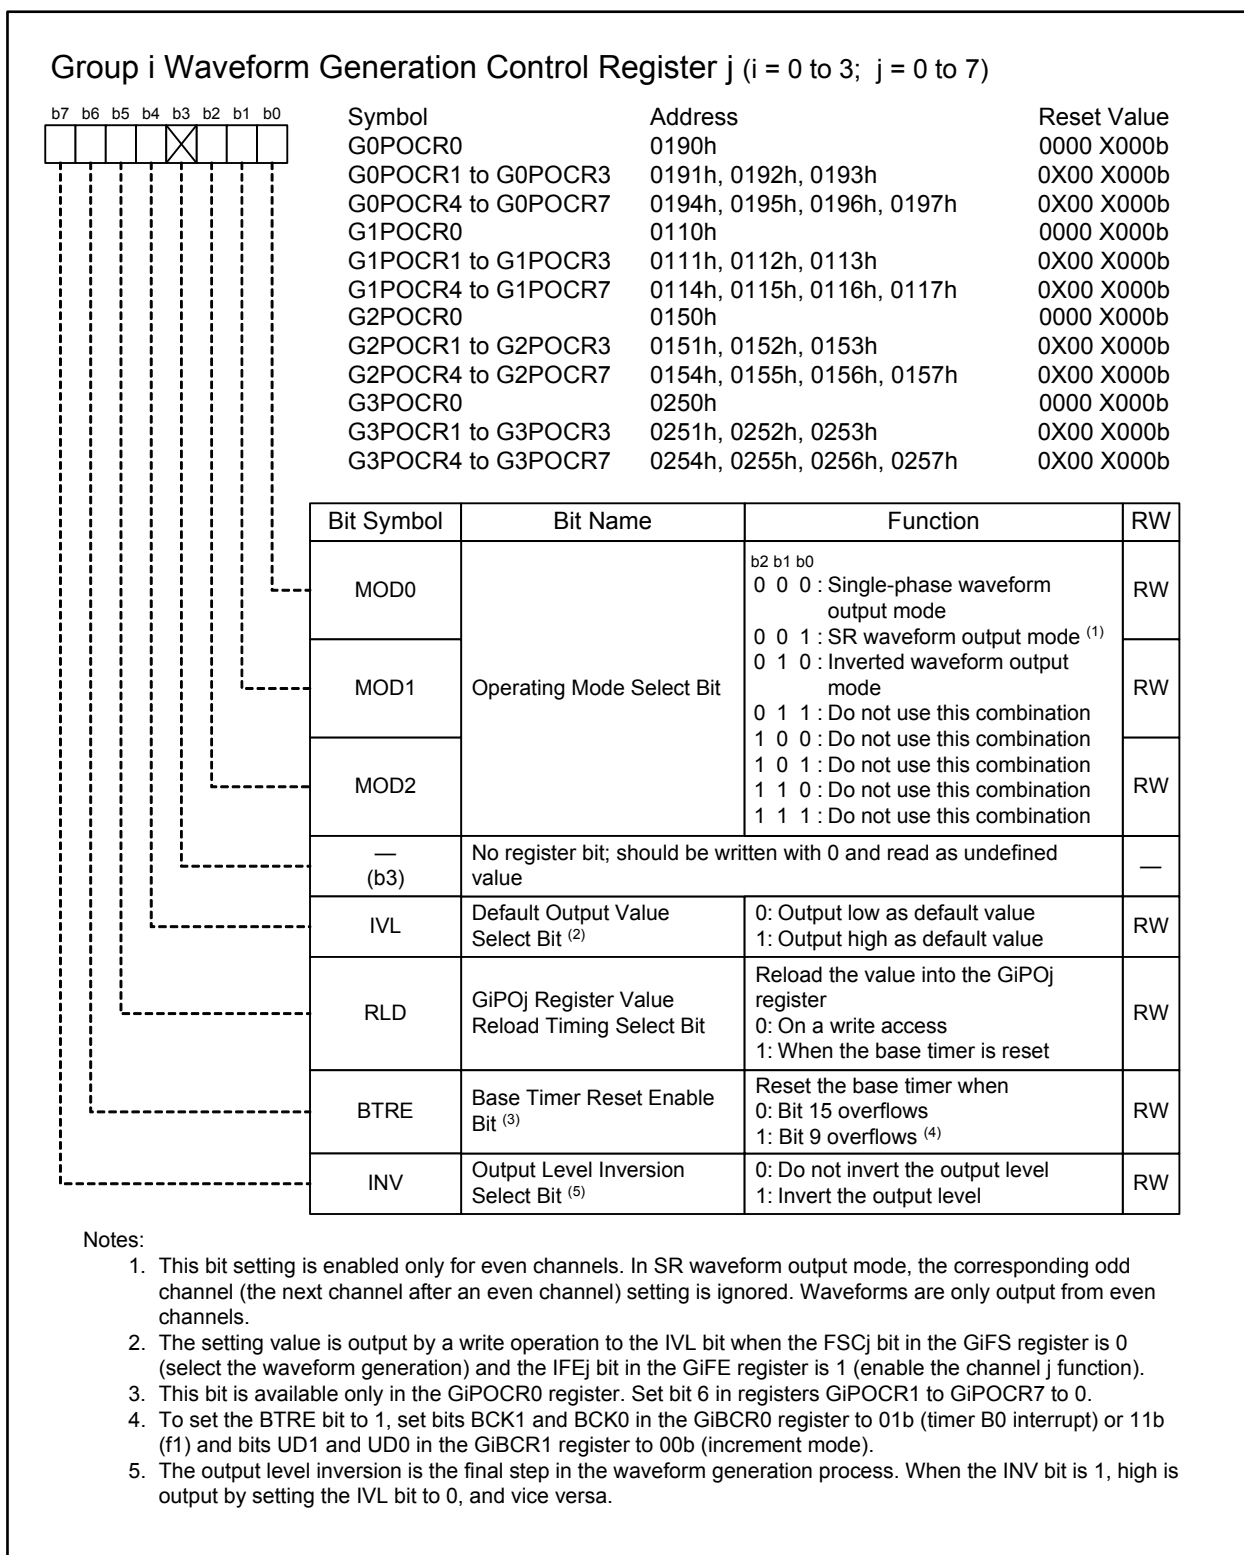 Group i Waveform Generation Control Register j (i = 0 to 3; j = 0 to 7)
b7 b6 b5 b4 b3 b2 b1 b0
Symbol Address Reset Value
G0POCR0 0190h 0000 X000b
G0POCR1 to G0POCR3 0191h, 0192h, 0193h 0X00 X000b
G0POCR4 to G0POCR7 0194h, 0195h, 0196h, 0197h 0X00 X000b
G1POCR0 0110h 0000 X000b
G1POCR1 to G1POCR3 0111h, 0112h, 0113h 0X00 X000b
G1POCR4 to G1POCR7 0114h, 0115h, 0116h, 0117h 0X00 X000b
G2POCR0 0150h 0000 X000b
G2POCR1 to G2POCR3 0151h, 0152h, 0153h 0X00 X000b
G2POCR4 to G2POCR7 0154h, 0155h, 0156h, 0157h 0X00 X000b
G3POCR0 0250h 0000 X000b
G3POCR1 to G3POCR3 0251h, 0252h, 0253h 0X00 X000b
G3POCR4 to G3POCR7 0254h, 0255h, 0256h, 0257h 0X00 X000b
Bit Symbol Bit Name Function RW
MOD0 RW
MOD1 RW
MOD2 RW
Operating Mode Select Bit
b2 b1 b0
0 0 0 : Single-phase waveform
output mode
0 0 1 : SR waveform output mode (1)
0 1 0 : Inverted waveform output
mode
0 1 1 : Do not use this combination
1 0 0 : Do not use this combination
1 0 1 : Do not use this combination
1 1 0 : Do not use this combination
1 1 1 : Do not use this combination
—
(b3)
No register bit; should be written with 0 and read as undefined
value
—
IVL
Default Output Value
Select Bit (2)
0: Output low as default value
1: Output high as default value
RW
RLD
GiPOj Register Value
Reload Timing Select Bit
Reload the value into the GiPOj
register
0: On a write access
1: When the base timer is reset
RW
BTRE
Base Timer Reset Enable
Bit (3)
Reset the base timer when
0: Bit 15 overflows
1: Bit 9 overflows (4)
RW
INV
Output Level Inversion
Select Bit (5)
0: Do not invert the output level
1: Invert the output level
RW
Notes:
1. This bit setting is enabled only for even channels. In SR waveform output mode, the corresponding odd
channel (the next channel after an even channel) setting is ignored. Waveforms are only output from even
channels.
2. The setting value is output by a write operation to the IVL bit when the FSCj bit in the GiFS register is 0
(select the waveform generation) and the IFEj bit in the GiFE register is 1 (enable the channel j function).
3. This bit is available only in the GiPOCR0 register. Set bit 6 in registers GiPOCR1 to GiPOCR7 to 0.
4. To set the BTRE bit to 1, set bits BCK1 and BCK0 in the GiBCR0 register to 01b (timer B0 interrupt) or 11b
(f1) and bits UD1 and UD0 in the GiBCR1 register to 00b (increment mode).
5. The output level inversion is the final step in the waveform generation process. When the INV bit is 1, high is
output by setting the IVL bit to 0, and vice versa.